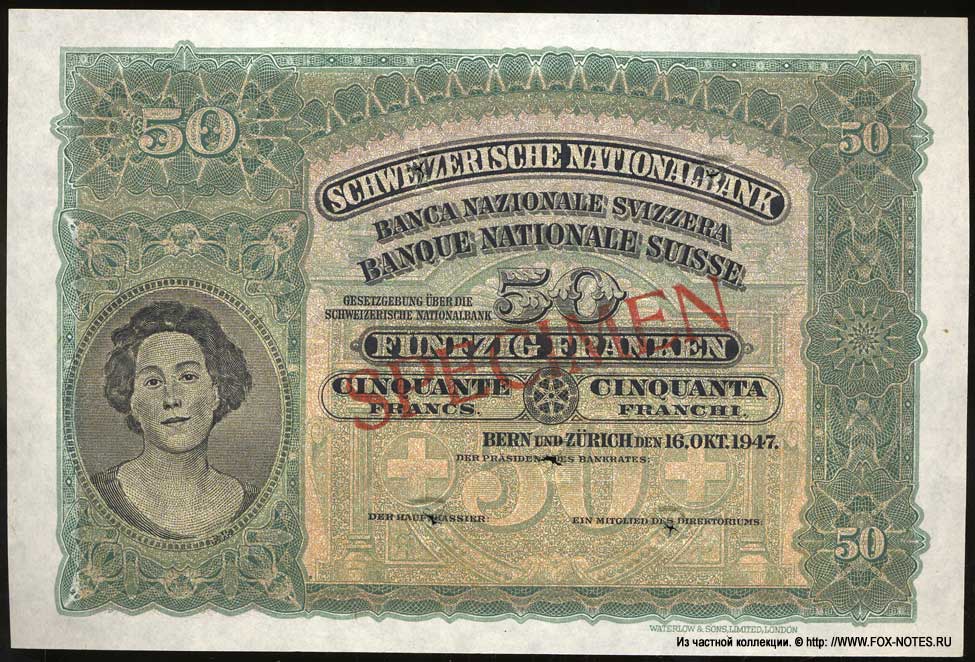 50
50
SCHWEIZERISCHE NATIONALBANK
BANCA NAZIONALE SVIZZERA
BANQUE NATIONALE SUISSE
GESETZGEBUNG ÜBER DIE
SCHWEIZERISCHE NATIONALBANK
50
SPECIMEN
FÜNFZIG FRANKEN
CINQUANTE
FRANCS.
CINQUANTA
FRANCHI.
BERN UND ZÜRICH DEN 16. OKT. 1947.
DER PRÄSIDENT DES BANKRATES:
50
DER HAUPTKASSIER:
EIN MITGLIED DES DIREKTORIUMS:
50
WATERLOW & SONS, LIMITED, LONDON
Из частной коллекции. © http: //WWW.FOX-NOTES.RU